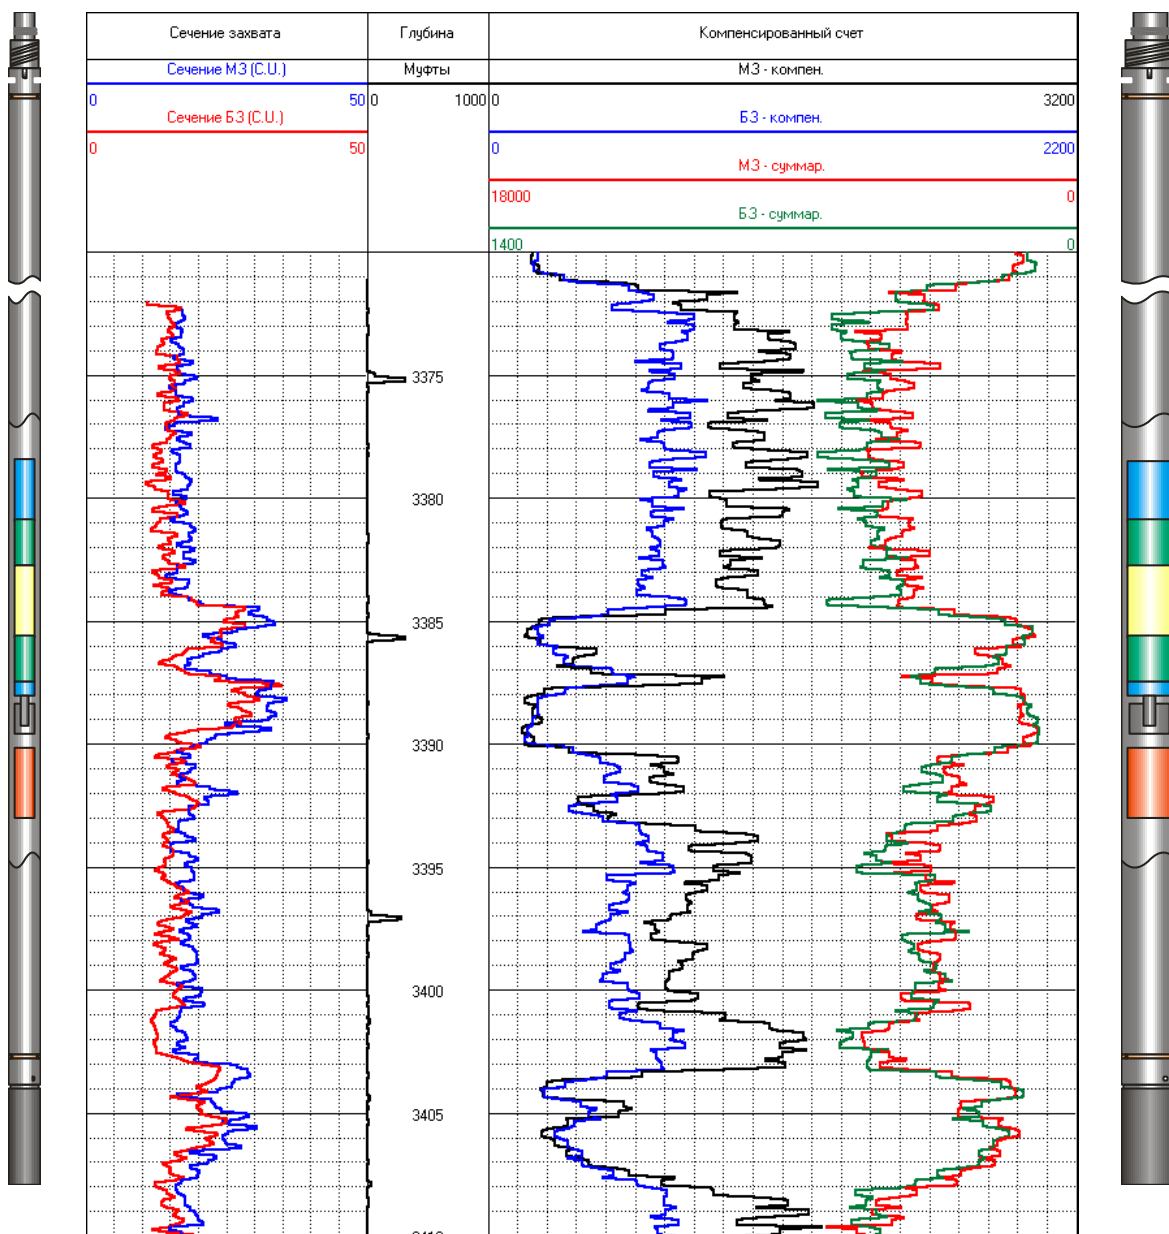 Сечение захвата Глубина Компенсированный счет
Сечение МЗ (C.U.) Муфты МЗ - компен.
0 50 0 1000 0 3200
Сечение БЗ (C.U.) БЗ - компен.
0 50 0 2200
МЗ - суммар.
18000 0
БЗ - суммар.
1400 0
3375
3380
3385
3390
3395
3400
3405